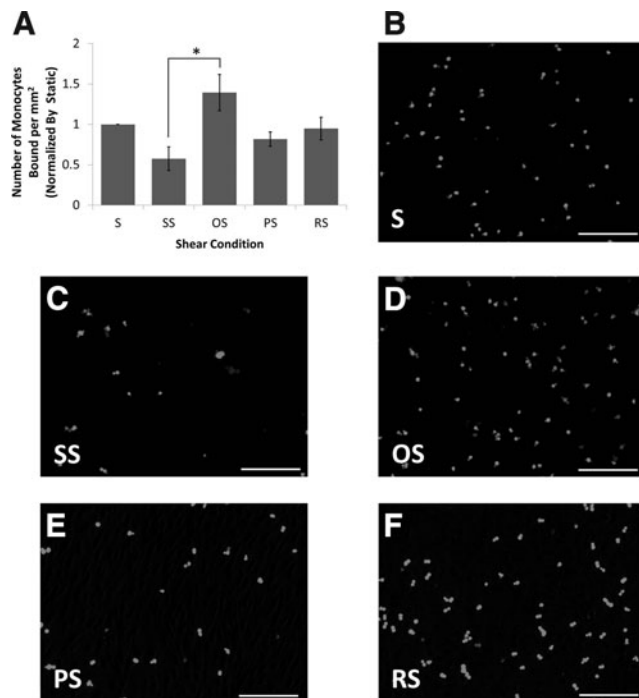 A
B
Number of Monocytes
Bound per mm²
(Normalized By Static)
2
1.5
1
0.5
0
*
S SS OS PS RS
Shear Condition
S
C
SS
D
OS
E
PS
F
RS